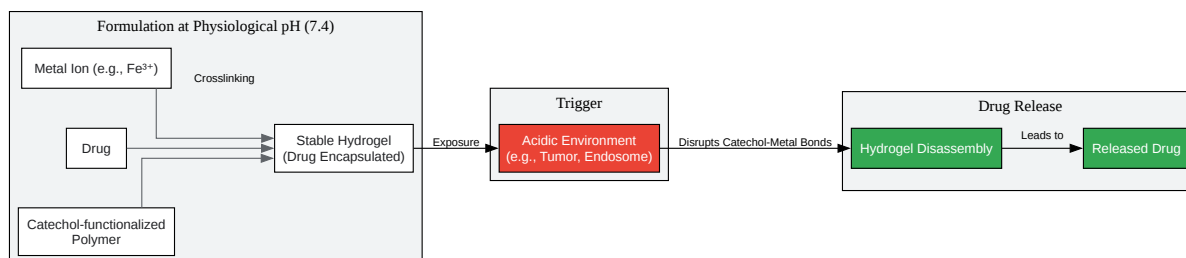 Formulation at Physiological pH (7.4)
Metal Ion (e.g., Fe³⁺)
Crosslinking
Drug
Stable Hydrogel
(Drug Encapsulated)
Catechol-functionalized
Polymer
Exposure
Trigger
Acidic Environment
(e.g., Tumor, Endosome)
Disrupts Catechol-Metal Bonds
Drug Release
Hydrogel Disassembly
Leads to
Released Drug